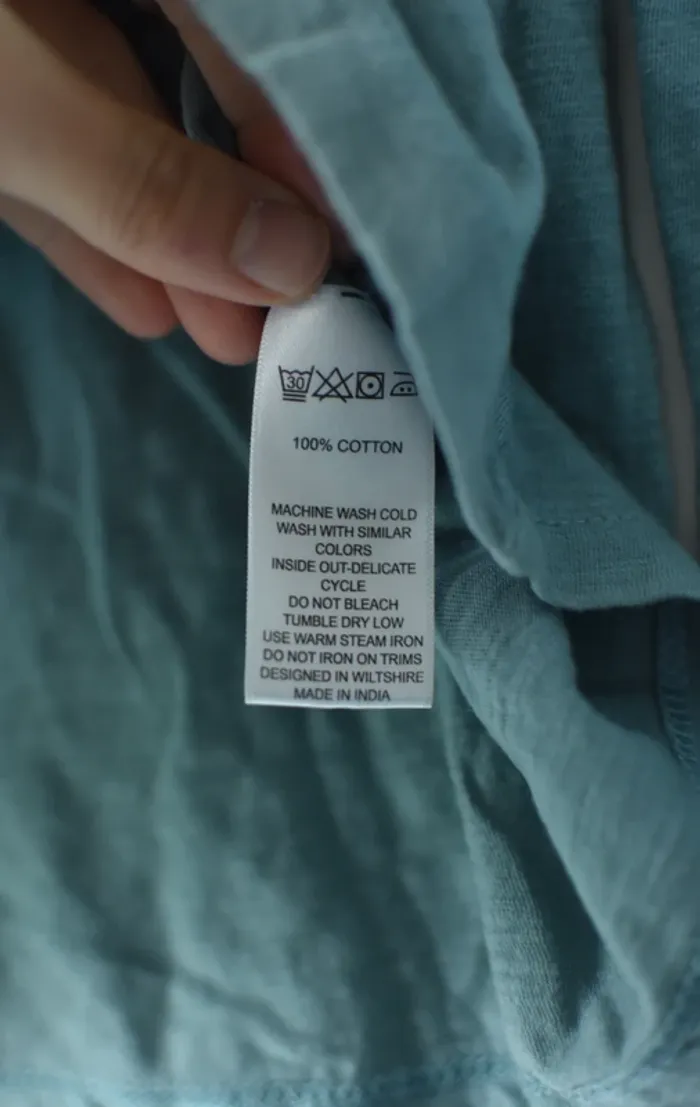 30
100% COTTON
MACHINE WASH COLD
WASH WITH SIMILAR
COLORS
INSIDE OUT-DELICATE
CYCLE
DO NOT BLEACH
TUMBLE DRY LOW
USE WARM STEAM IRON
DO NOT IRON ON TRIMS
DESIGNED IN WILTSHIRE
MADE IN INDIA